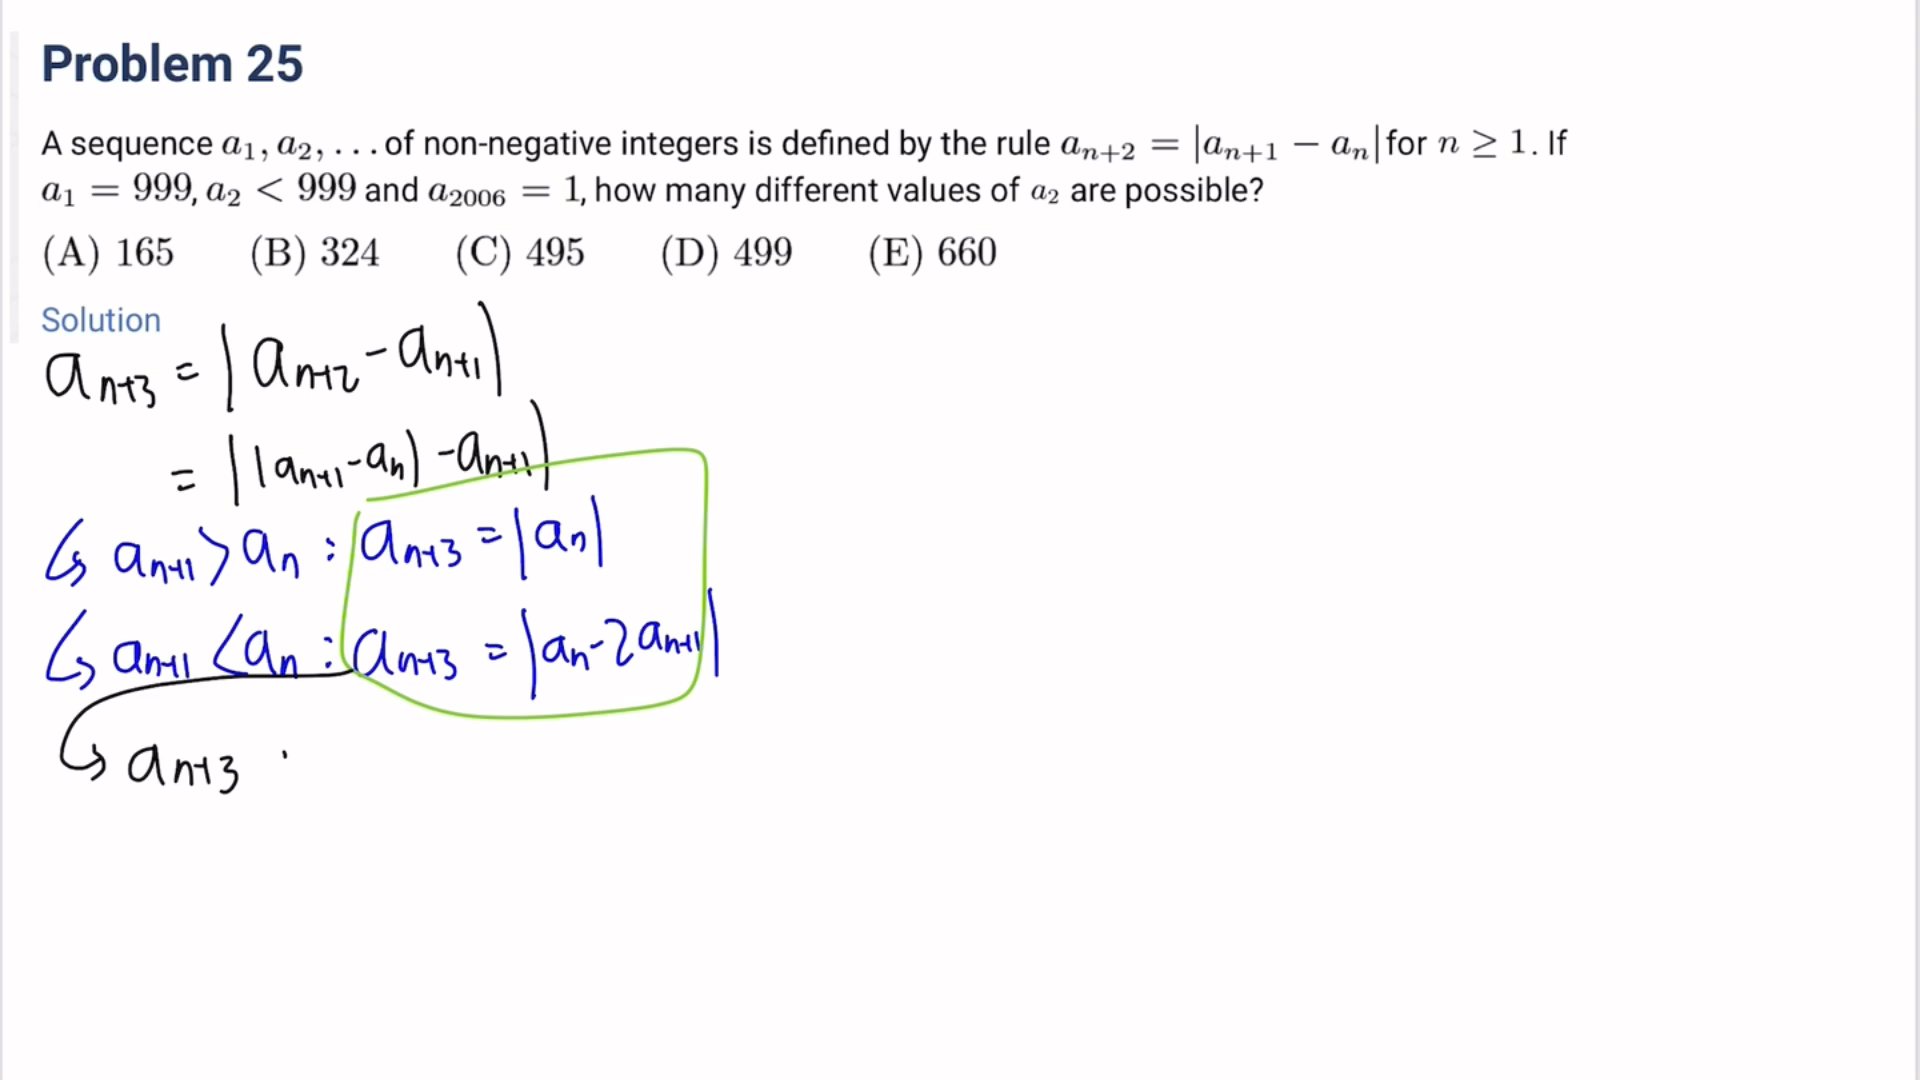 Problem 25
A sequence a₁, a₂, . . . of non-negative integers is defined by the rule aₙ₊₂ = |aₙ₊₁ − aₙ| for n ≥ 1. If
a₁ = 999, a₂ < 999 and a₂₀₀₆ = 1, how many different values of a₂ are possible?
(A) 165 (B) 324 (C) 495 (D) 499 (E) 660
Solution
aₙ₊₃ = |aₙ₊₂ - aₙ₊₁|
= ||aₙ₊₁ - aₙ| - aₙ₊₁|
↳ aₙ₊₁ > aₙ : aₙ₊₃ = |aₙ|
↳ aₙ₊₁ < aₙ : aₙ₊₃ = |aₙ - 2aₙ₊₁|
↳ aₙ₊₃ ·